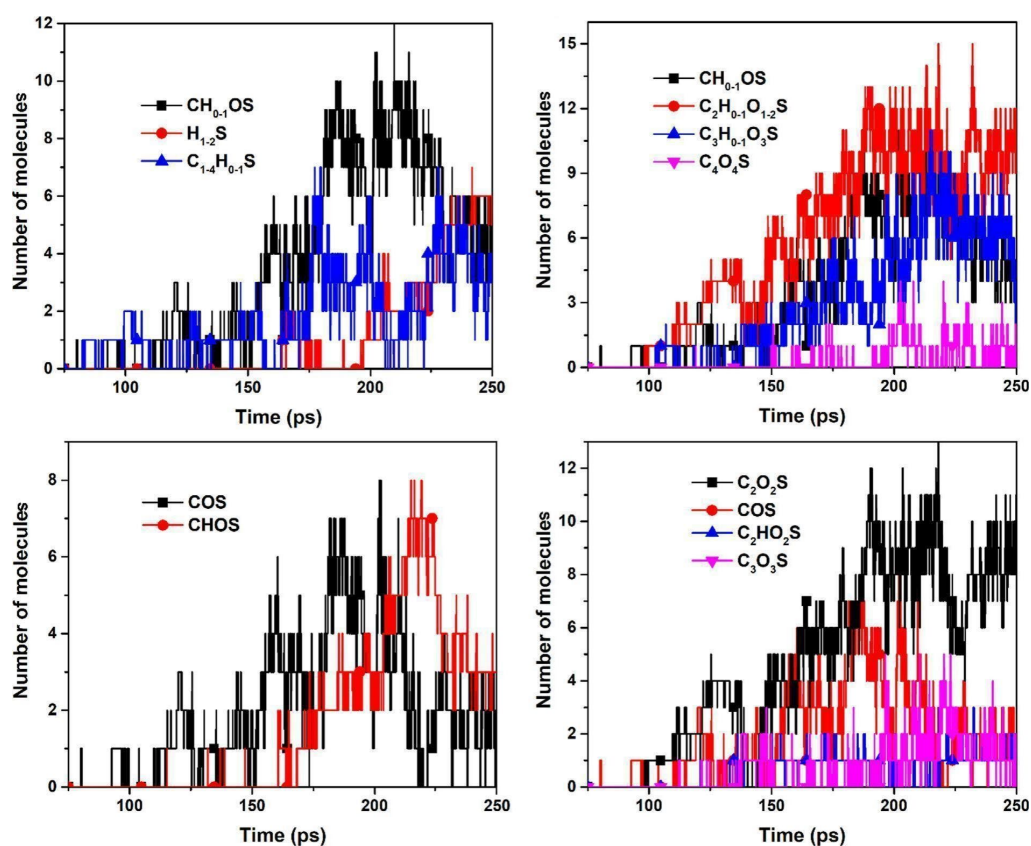 12
10
8
6
4
2
0
Number of molecules
CH₀₋₁OS
H₁₋₂S
C₁₋₄H₀₋₁S
100
150
200
250
Time (ps)
15
12
9
6
3
0
Number of molecules
CH₀₋₁OS
C₂H₀₋₁O₁₋₂S
C₃H₀₋₁O₃S
C₄O₄S
100
150
200
250
Time (ps)
8
6
4
2
0
Number of molecules
COS
CHOS
100
150
200
250
Time (ps)
12
10
8
6
4
2
0
Number of molecules
C₂O₂S
COS
C₂HO₂S
C₃O₃S
100
150
200
250
Time (ps)